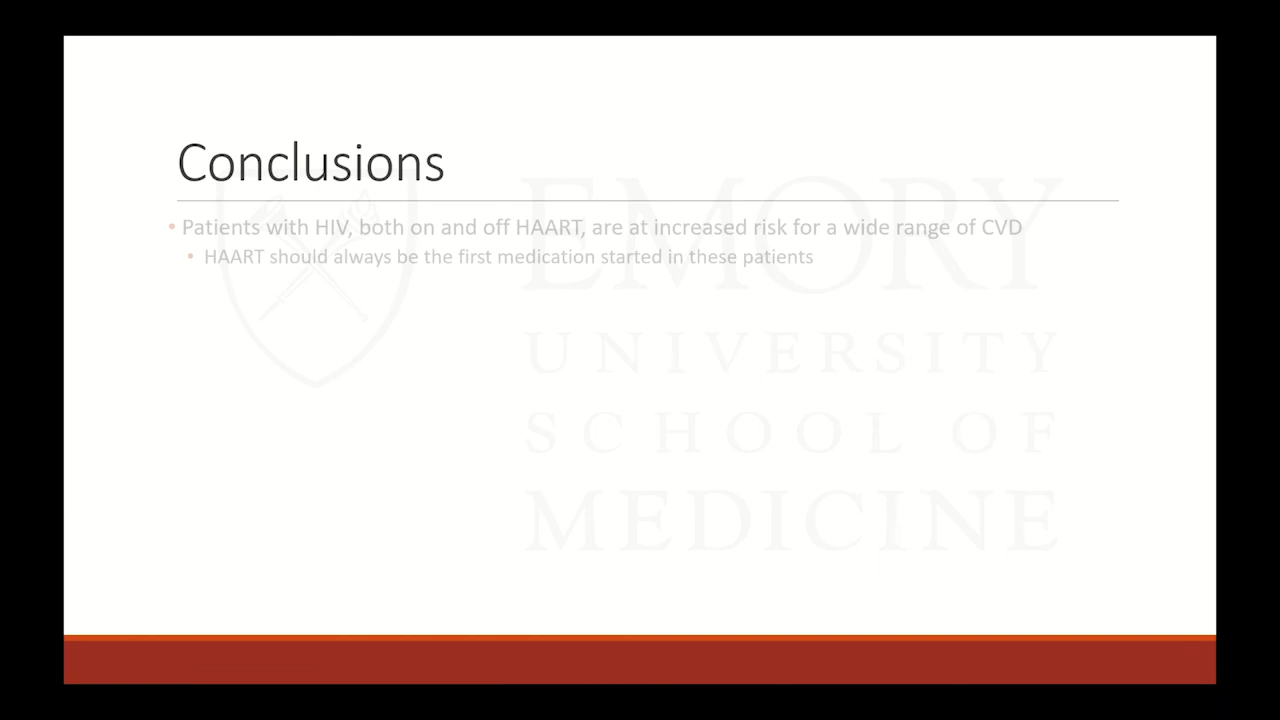 Conclusions
• Patients with HIV, both on and off HAART, are at increased risk for a wide range of CVD
• HAART should always be the first medication started in these patients
EMORY
UNIVERSITY
SCHOOL OF
MEDICINE